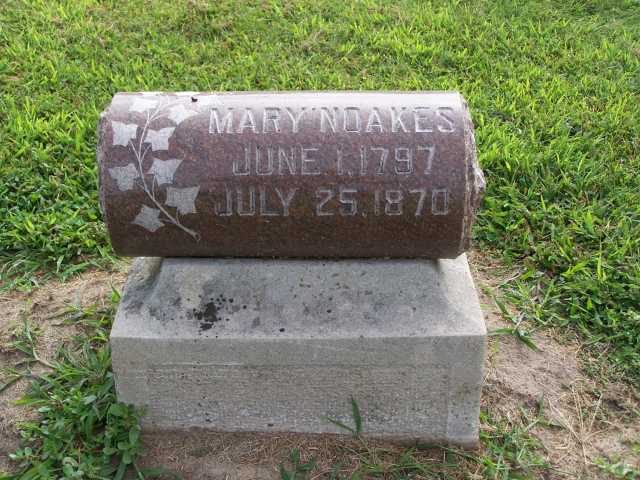 MARY NOAKES
JUNE 1, 1797
JULY 25, 1870